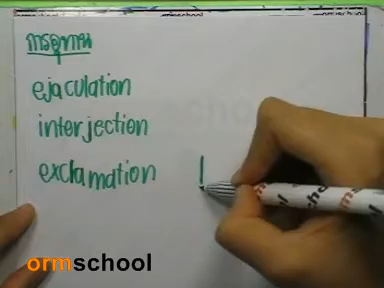 การอุทาน
ejaculation
interjection
exclamation !
ormschool